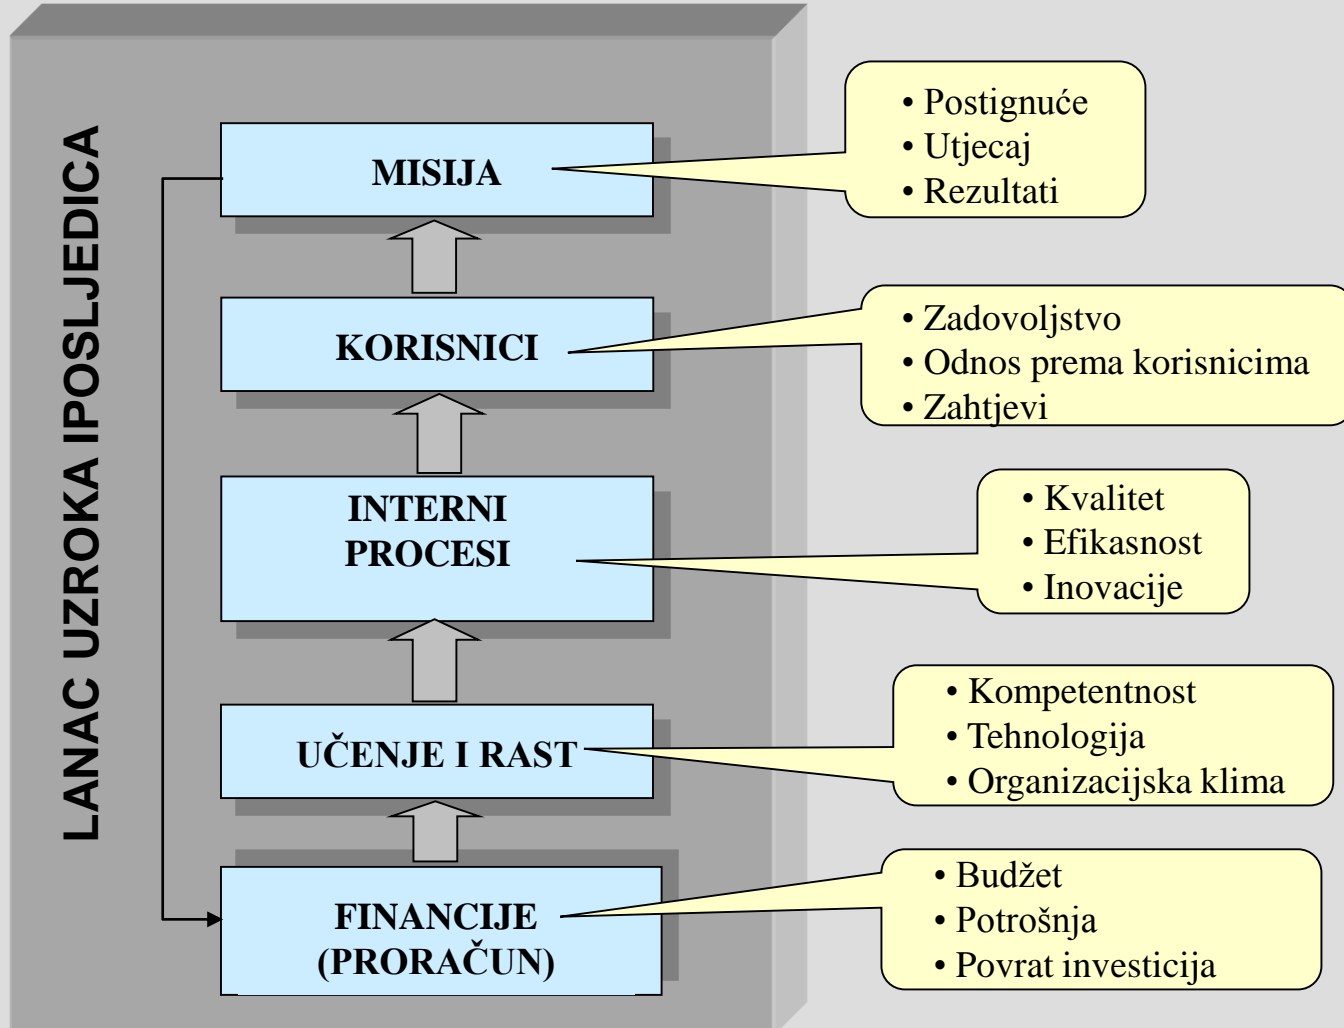 LANAC UZROKA IPOSLJEDICA
MISIJA
• Postignuće
• Utjecaj
• Rezultati
KORISNICI
• Zadovoljstvo
• Odnos prema korisnicima
• Zahtjevi
INTERNI
PROCESI
• Kvalitet
• Efikasnost
• Inovacije
UČENJE I RAST
• Kompetentnost
• Tehnologija
• Organizacijska klima
FINANCIJE
(PRORAČUN)
• Budžet
• Potrošnja
• Povrat investicija